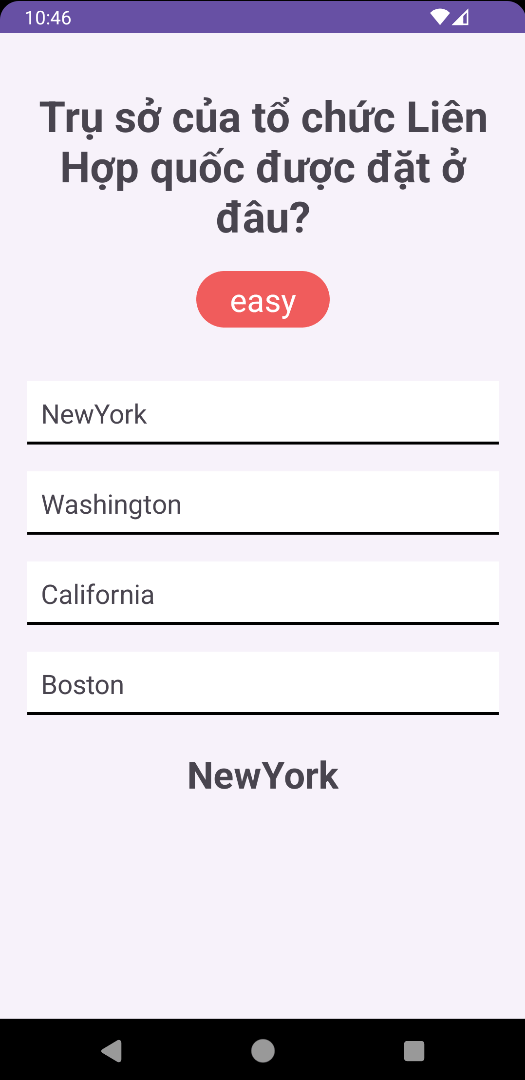 10:46
Trụ sở của tổ chức Liên
Hợp quốc được đặt ở
đâu?
easy
NewYork
Washington
California
Boston
NewYork